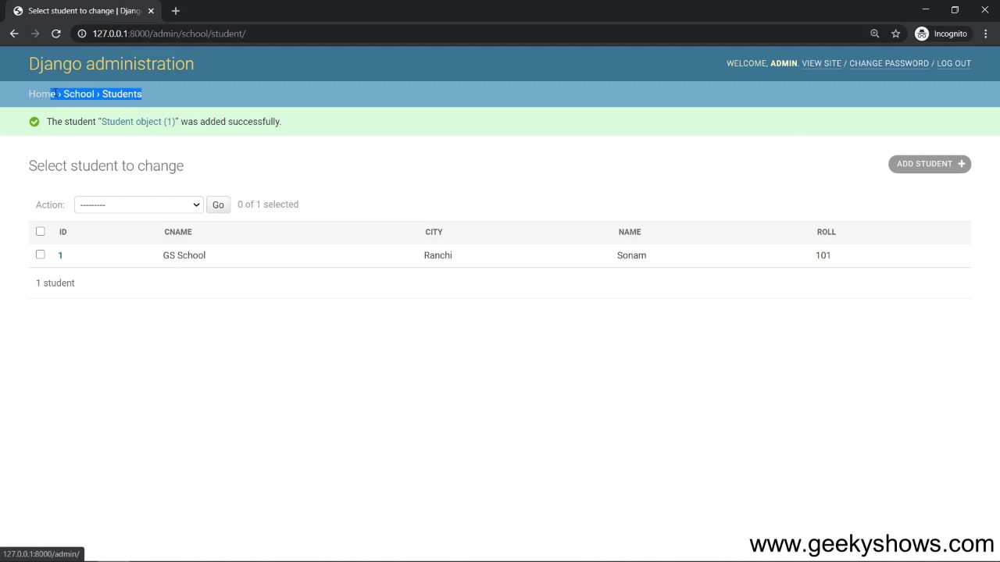 Select student to change | Djang
127.0.0.1:8000/admin/school/student/
Incognito
Django administration
WELCOME, ADMIN. VIEW SITE / CHANGE PASSWORD / LOG OUT
Home › School › Students
The student “Student object (1)” was added successfully.
Select student to change
ADD STUDENT +
Action: --------- Go 0 of 1 selected
ID CNAME CITY NAME ROLL
1 GS School Ranchi Sonam 101
1 student
www.geekyshows.com
127.0.0.1:8000/admin/